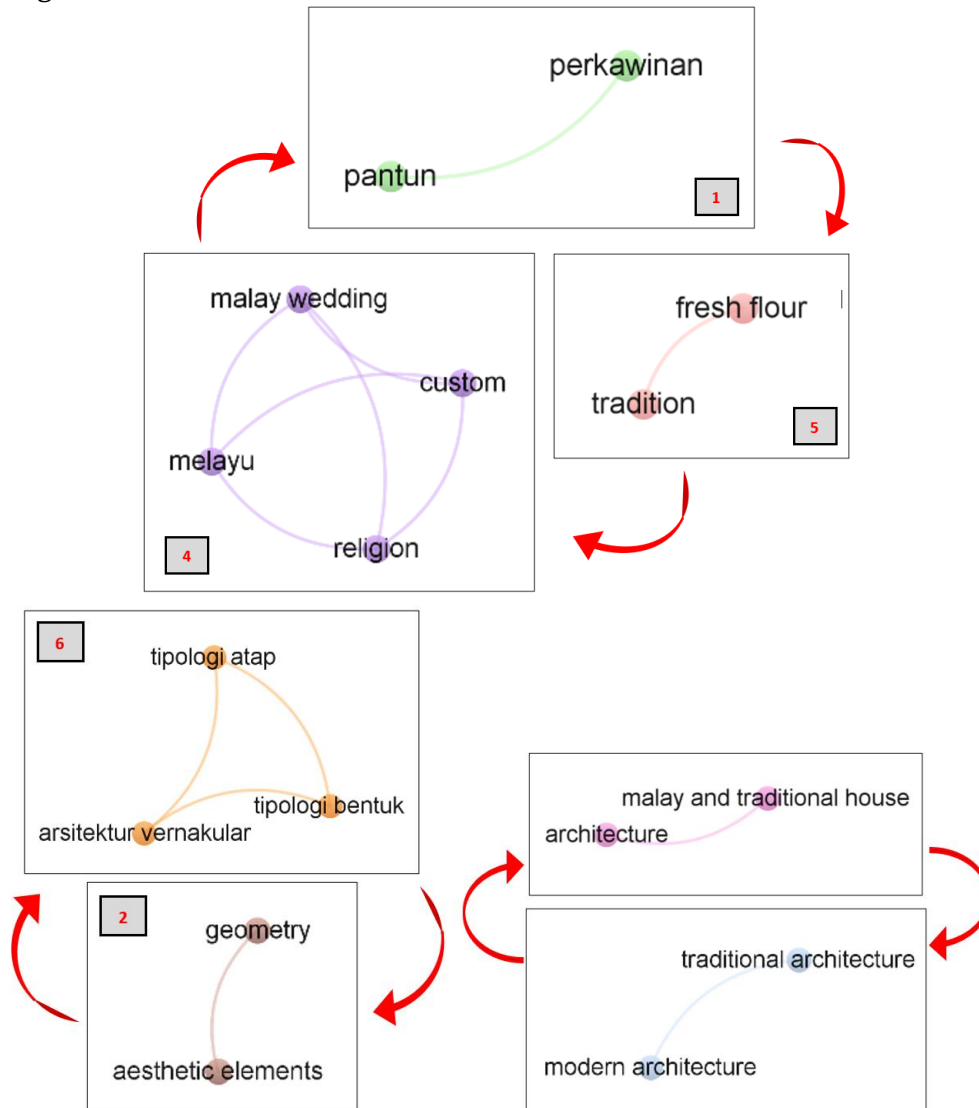 perkawinan
pantun
1
malay wedding
custom
melayu
religion
4
fresh flour
tradition
5
6
tipologi atap
tipologi bentuk
arsitektur vernakular
malay and traditional house
architecture
2
geometry
aesthetic elements
traditional architecture
modern architecture